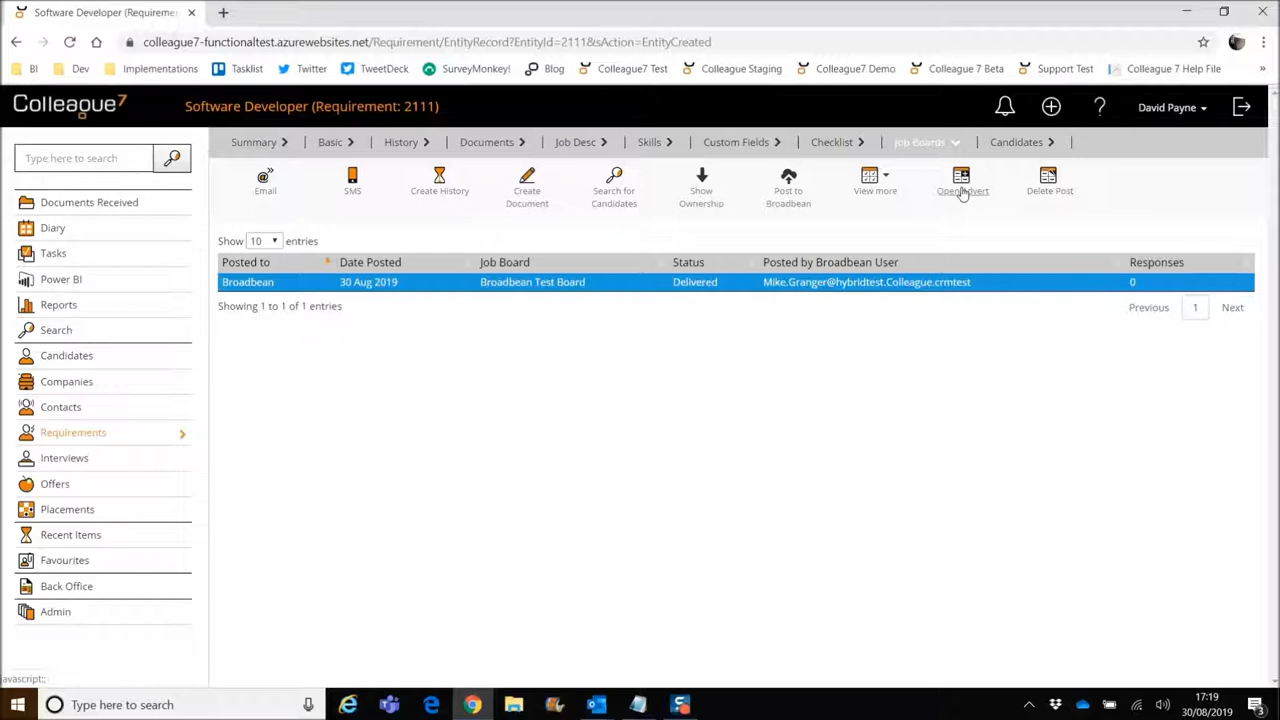 Software Developer (Requireme
colleague7-functionaltest.azurewebsites.net/Requirement/EntityRecord?EntityId=2111&sAction=EntityCreated
BI Dev Implementations Tasklist Twitter TweetDeck SurveyMonkey! Blog Colleague7 Test Colleague Staging Colleague7 Demo Colleague 7 Beta Support Test Colleague 7 Help File »
Colleague7 Software Developer (Requirement: 2111) David Payne
Summary Basic History Documents Job Desc Skills Custom Fields Checklist Job Boards Candidates
Type here to search
Email SMS Create History Create Document Search for Candidates Show Ownership Post to Broadbean View more Open Advert Delete Post
Documents Received
Diary
Tasks
Power BI
Reports
Search
Candidates
Companies
Contacts
Requirements
Interviews
Offers
Placements
Recent Items
Favourites
Back Office
Admin
Show 10 entries
Posted to Date Posted Job Board Status Posted by Broadbean User Responses
Broadbean 30 Aug 2019 Broadbean Test Board Delivered Mike.Granger@hybridtest.Colleague.crmtest 0
Showing 1 to 1 of 1 entries Previous 1 Next
javascript:;
Type here to search 17:19
30/08/2019
3